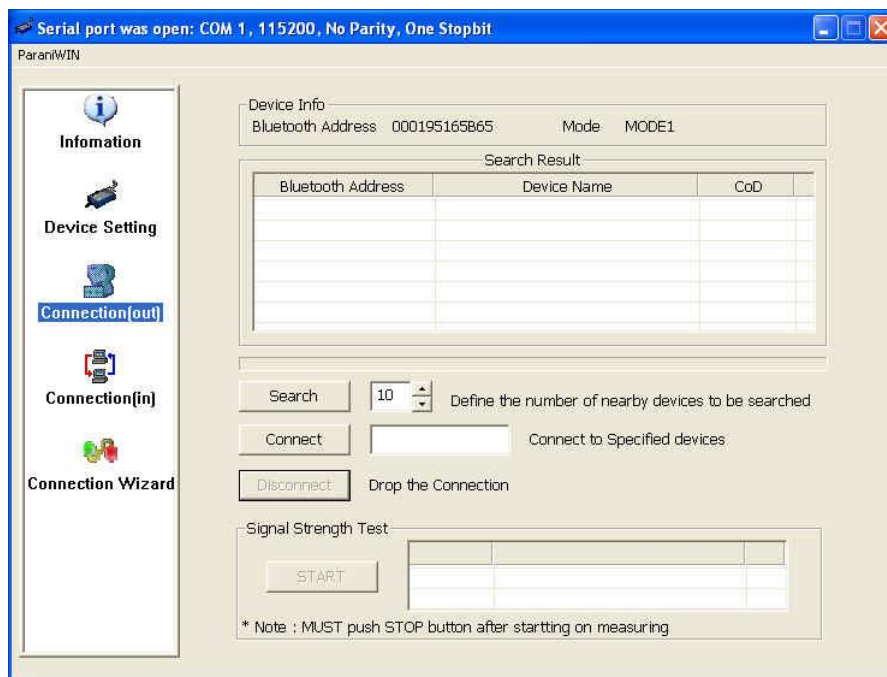 Serial port was open: COM 1, 115200, No Parity, One Stopbit
ParaniWIN
Infomation
Device Setting
Connection(out)
Connection(in)
Connection Wizard
Device Info
Bluetooth Address 000195165B65 Mode MODE1
Search Result
Bluetooth Address Device Name CoD
Search 10 Define the number of nearby devices to be searched
Connect Connect to Specified devices
Disconnect Drop the Connection
Signal Strength Test
START
* Note : MUST push STOP button after startting on measuring